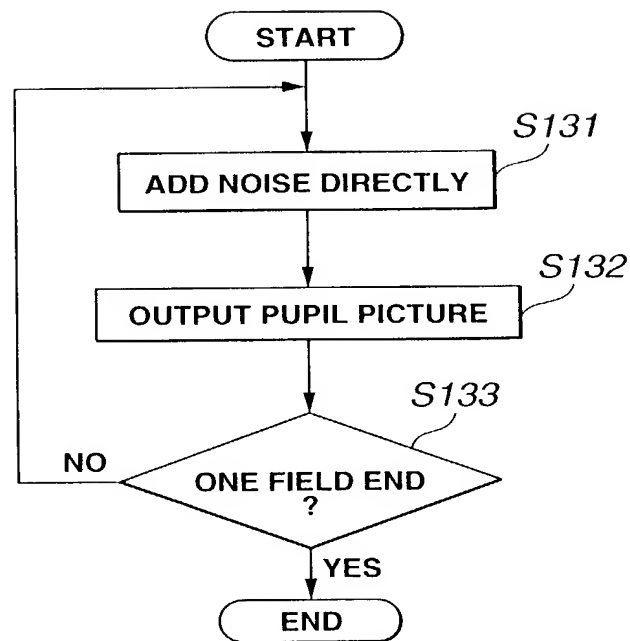 START
S131
ADD NOISE DIRECTLY
S132
OUTPUT PUPIL PICTURE
S133
NO
ONE FIELD END
?
YES
END